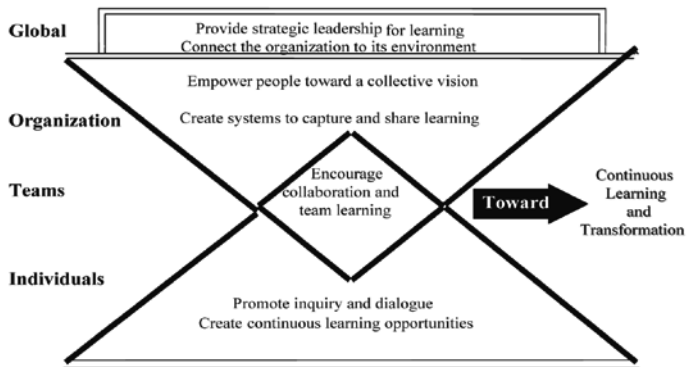 Global
Provide strategic leadership for learning
Connect the organization to its environment
Empower people toward a collective vision
Organization
Create systems to capture and share learning
Teams
Encourage
collaboration and
team learning
Toward
Continuous
Learning
and
Transformation
Individuals
Promote inquiry and dialogue
Create continuous learning opportunities